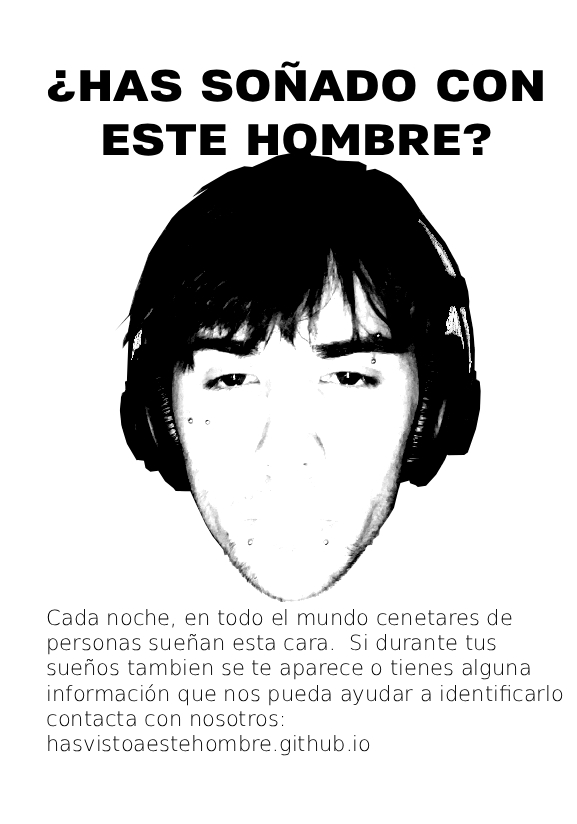 ¿HAS SOÑADO CON
ESTE HOMBRE?
Cada noche, en todo el mundo cenetares de
personas sueñan esta cara.  Si durante tus
sueños tambien se te aparece o tienes alguna
información que nos pueda ayudar a identificarlo
contacta con nosotros:
hasvistoaestehombre.github.io